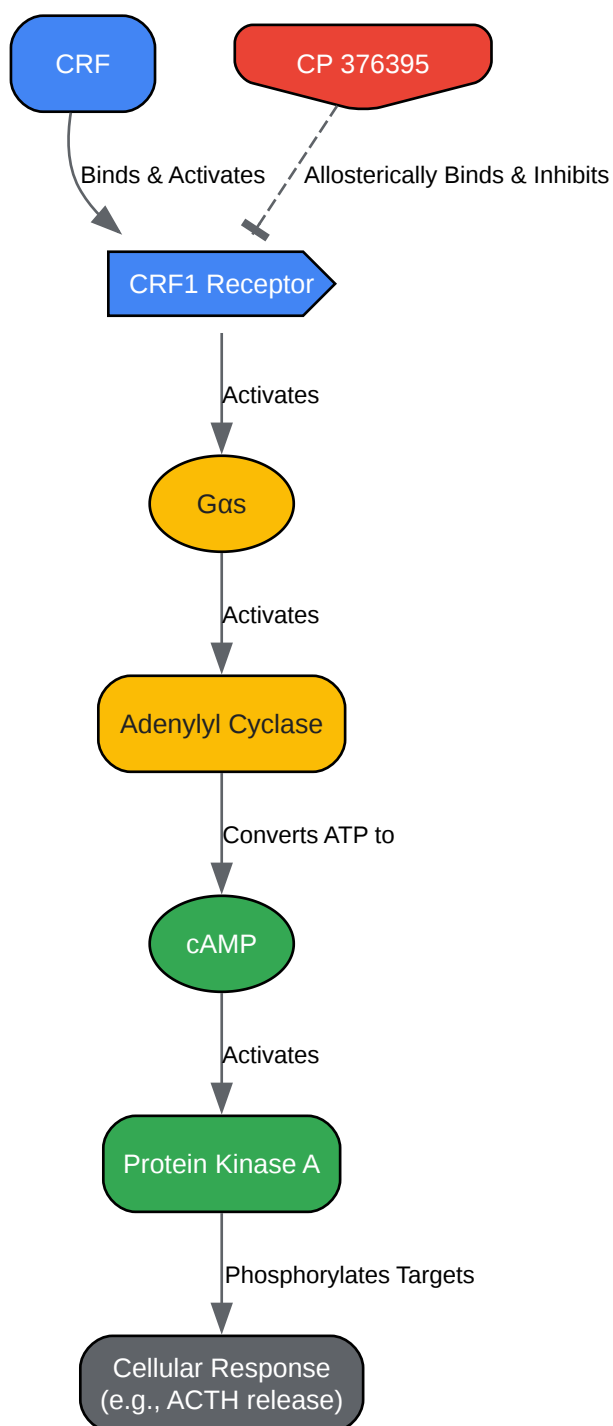 CRF
CP 376395
Binds & Activates
Allosterically Binds & Inhibits
CRF1 Receptor
Activates
Gαs
Activates
Adenylyl Cyclase
Converts ATP to
cAMP
Activates
Protein Kinase A
Phosphorylates Targets
Cellular Response
(e.g., ACTH release)